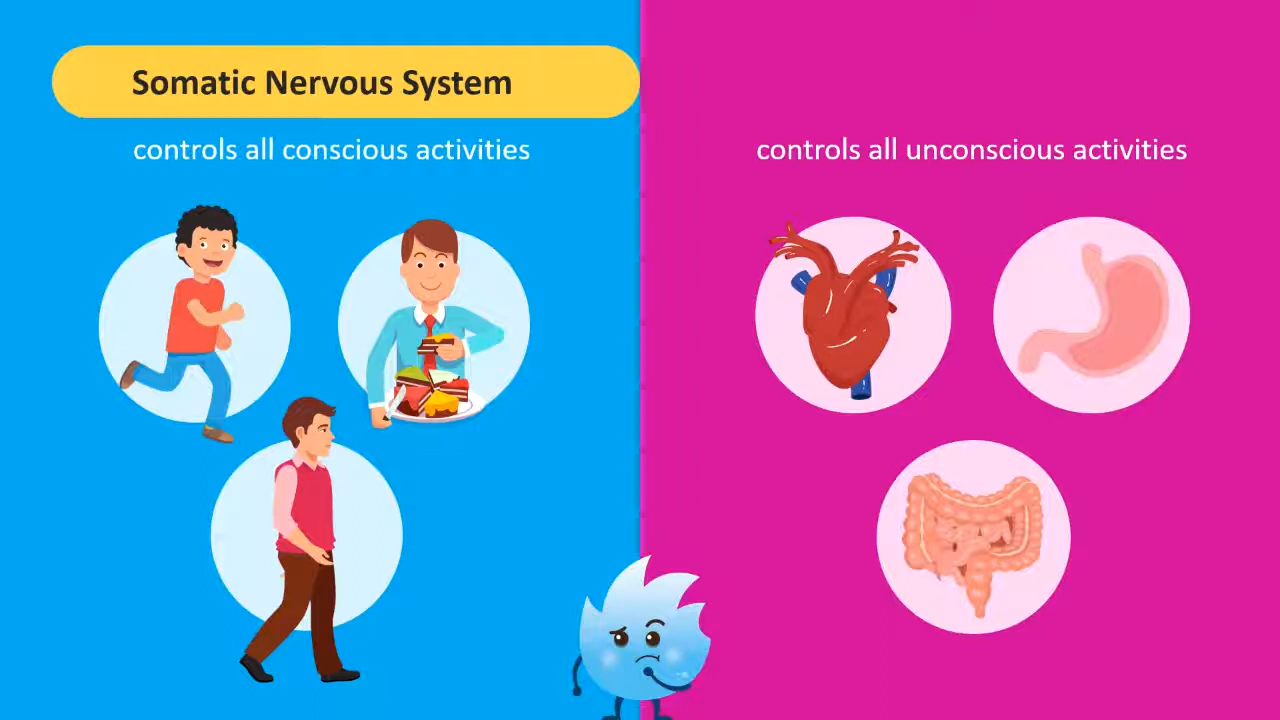 Somatic Nervous System
controls all conscious activities
controls all unconscious activities